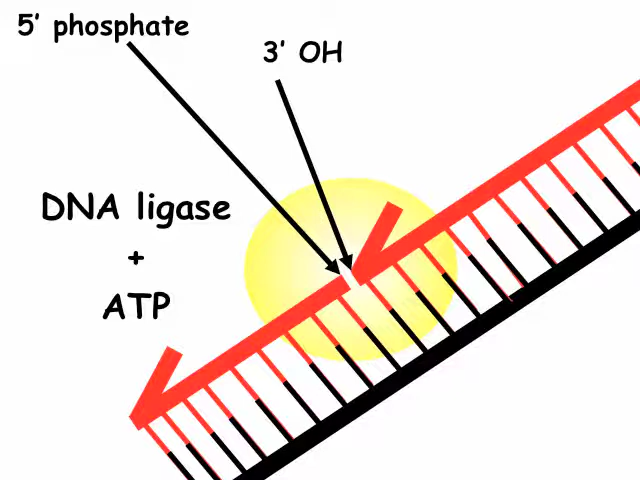 5' phosphate
3' OH
DNA ligase
+
ATP